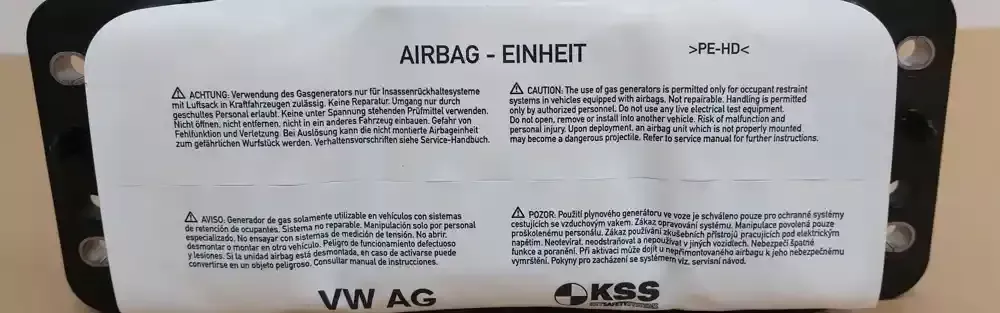 AIRBAG - EINHEIT
>PE-HD<
⚠ ACHTUNG: Verwendung des Gasgenerators nur für Insassenrückhaltesysteme
mit Luftsack in Kraftfahrzeugen zulässig. Keine Reparatur. Umgang nur durch
geschultes Personal erlaubt. Keine unter Spannung stehenden Prüfmittel verwenden.
Nicht öffnen, nicht entfernen, nicht in ein anderes Fahrzeug einbauen. Gefahr von
Fehlfunktion und Verletzung. Bei Auslösung kann die nicht montierte Airbageinheit
zum gefährlichen Wurfstück werden. Verhaltensvorschriften siehe Service-Handbuch.
⚠ CAUTION: The use of gas generators is permitted only for occupant restraint
systems in vehicles equipped with airbags. Not repairable. Handling is permitted
only by authorized personnel. Do not use any live electrical test equipment.
Do not open, remove or install into another vehicle. Risk of malfunction and
personal injury. Upon deployment, an airbag unit which is not properly mounted
may become a dangerous projectile. Refer to service manual for further instructions.
⚠ AVISO: Generador de gas solamente utilizable en vehículos con sistemas
de retención de ocupantes. Sistema no reparable. Manipulación solo por personal
especializado. No ensayar con sistemas de medición de tensión. No abrir,
desmontar o montar en otro vehículo. Peligro de funcionamiento defectuoso
y lesiones. Si la unidad airbag está desmontada, en caso de activarse puede
convertirse en un objeto peligroso. Consultar manual de instrucciones.
⚠ POZOR: Použití plynového generátoru ve voze je schváleno pouze pro ochranné systémy
cestujících se vzduchovým vakem. Zákaz opravování systému. Manipulace povolená pouze
proškolenému personálu. Zákaz používání zkušebních přístrojů pracujících pod elektrickým
napětím. Neotevírat, neodstraňovat a nepoužívat v jiných vozidlech. Nebezpečí špatné
funkce a poranění. Při aktivaci může dojít u nepřimontovaného airbagu k jeho nebezpečnému
vymrštění. Pokyny pro zacházení se systémem viz. servisní návod.
VW AG
KSS